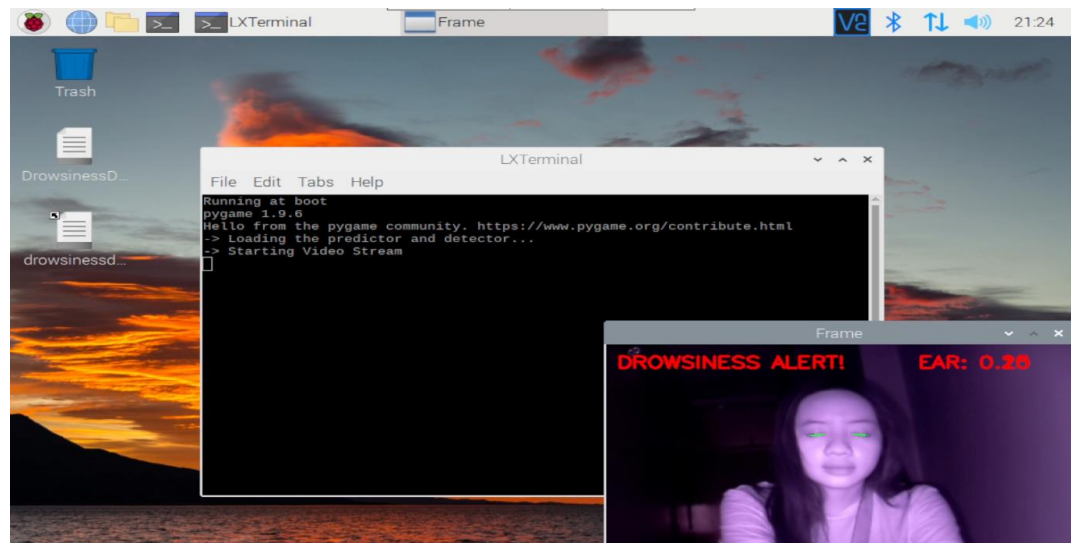 LXTerminal
Frame
V2
21:24
Trash
DrowsinessD...
drowsinessd...
LXTerminal
File Edit Tabs Help
Running at boot
pygame 1.9.6
Hello from the pygame community. https://www.pygame.org/contribute.html
-> Loading the predictor and detector...
-> Starting Video Stream
Frame
DROWSINESS ALERT!
EAR: 0.26